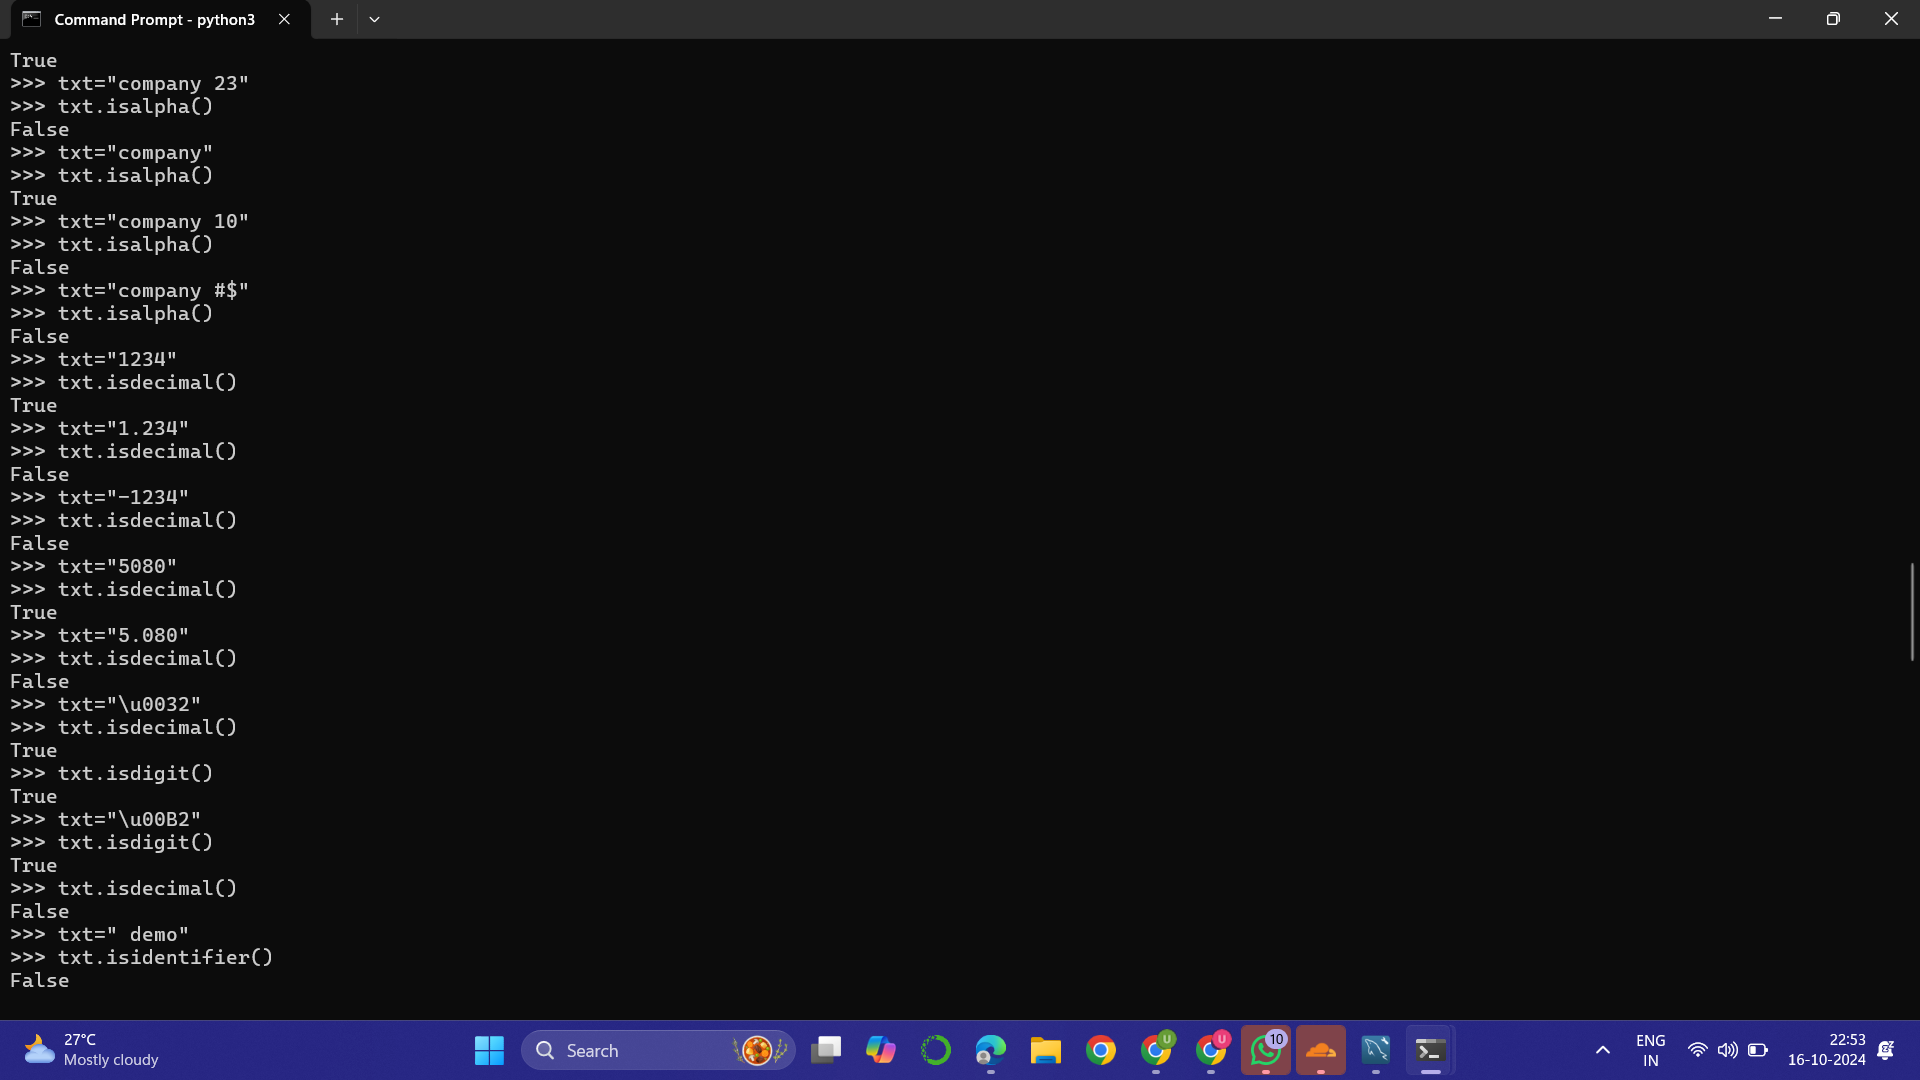 Command Prompt - python3
True
>>> txt="company 23"
>>> txt.isalpha()
False
>>> txt="company"
>>> txt.isalpha()
True
>>> txt="company 10"
>>> txt.isalpha()
False
>>> txt="company #$"
>>> txt.isalpha()
False
>>> txt="1234"
>>> txt.isdecimal()
True
>>> txt="1.234"
>>> txt.isdecimal()
False
>>> txt="-1234"
>>> txt.isdecimal()
False
>>> txt="5080"
>>> txt.isdecimal()
True
>>> txt="5.080"
>>> txt.isdecimal()
False
>>> txt="\u0032"
>>> txt.isdecimal()
True
>>> txt.isdigit()
True
>>> txt="\u00B2"
>>> txt.isdigit()
True
>>> txt.isdecimal()
False
>>> txt=" demo"
>>> txt.isidentifier()
False
27°C
Mostly cloudy
Search
U
U
10
ENG
IN
22:53
16-10-2024